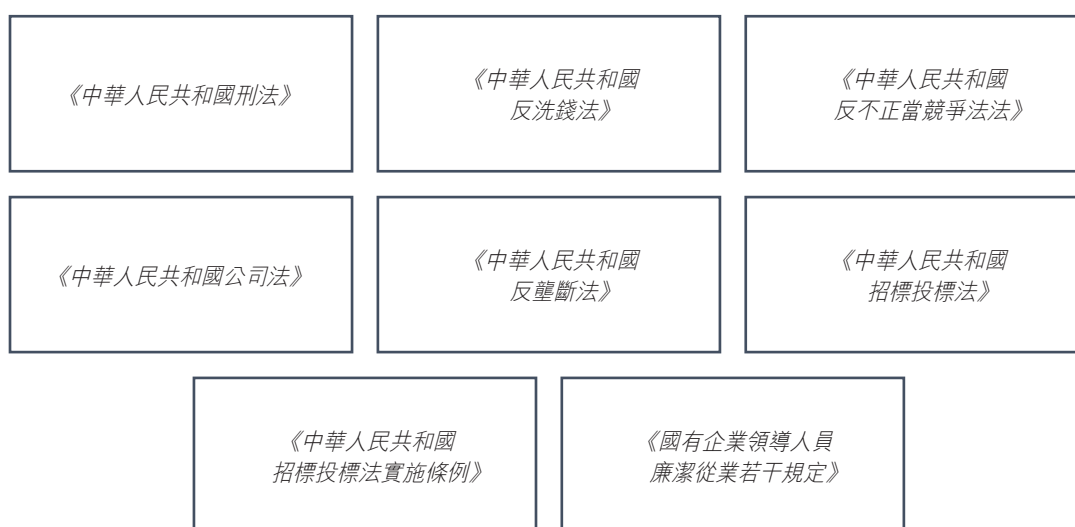 《中華人民共和國刑法》
《中華人民共和國
反洗錢法》
《中華人民共和國
反不正當競爭法法》
《中華人民共和國公司法》
《中華人民共和國
反壟斷法》
《中華人民共和國
招標投標法》
《中華人民共和國
招標投標法實施條例》
《國有企業領導人員
廉潔從業若干規定》